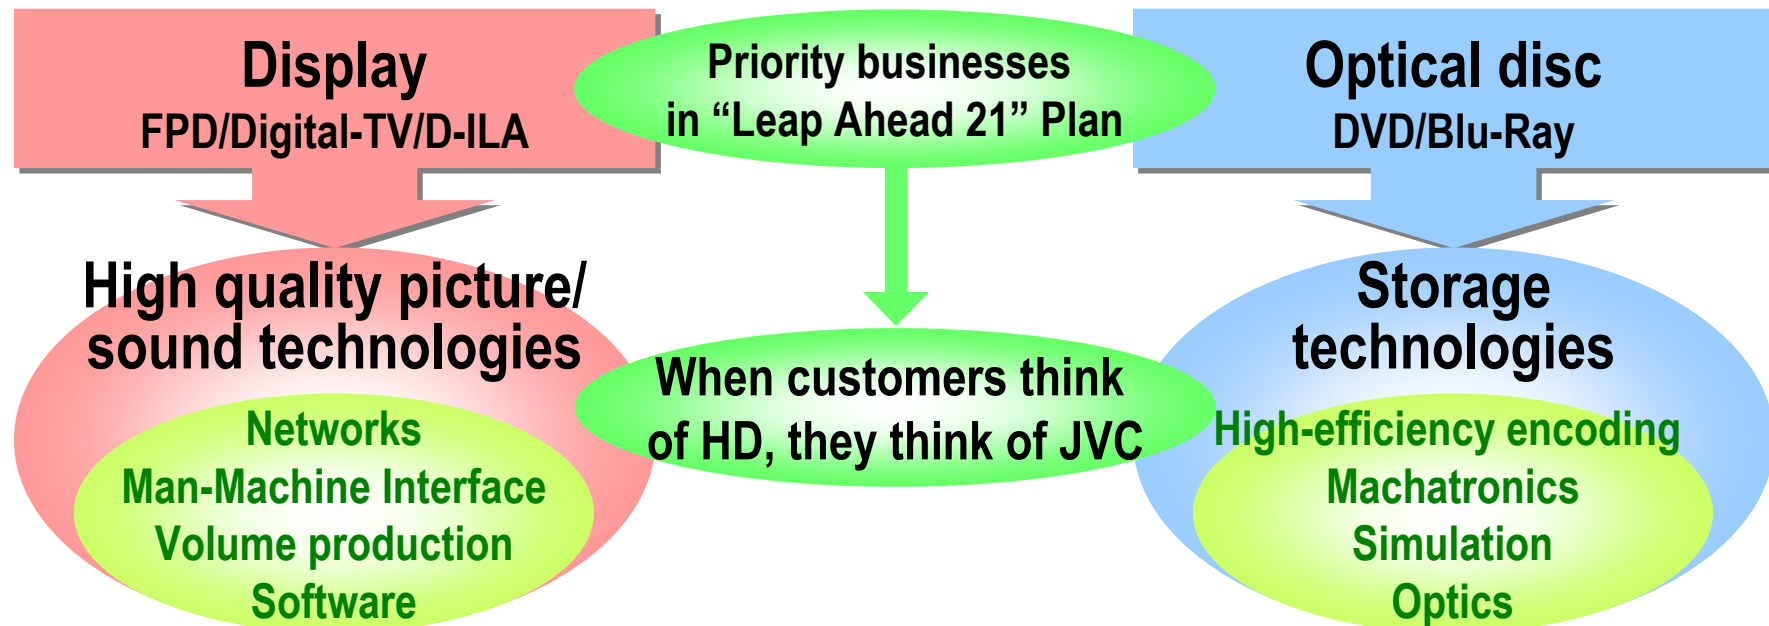 Display
FPD/Digital-TV/D-ILA
Priority businesses
in “Leap Ahead 21” Plan
Optical disc
DVD/Blu-Ray
High quality picture/
sound technologies
Networks
Man-Machine Interface
Volume production
Software
When customers think
of HD, they think of JVC
Storage
technologies
High-efficiency encoding
Machatronics
Simulation
Optics